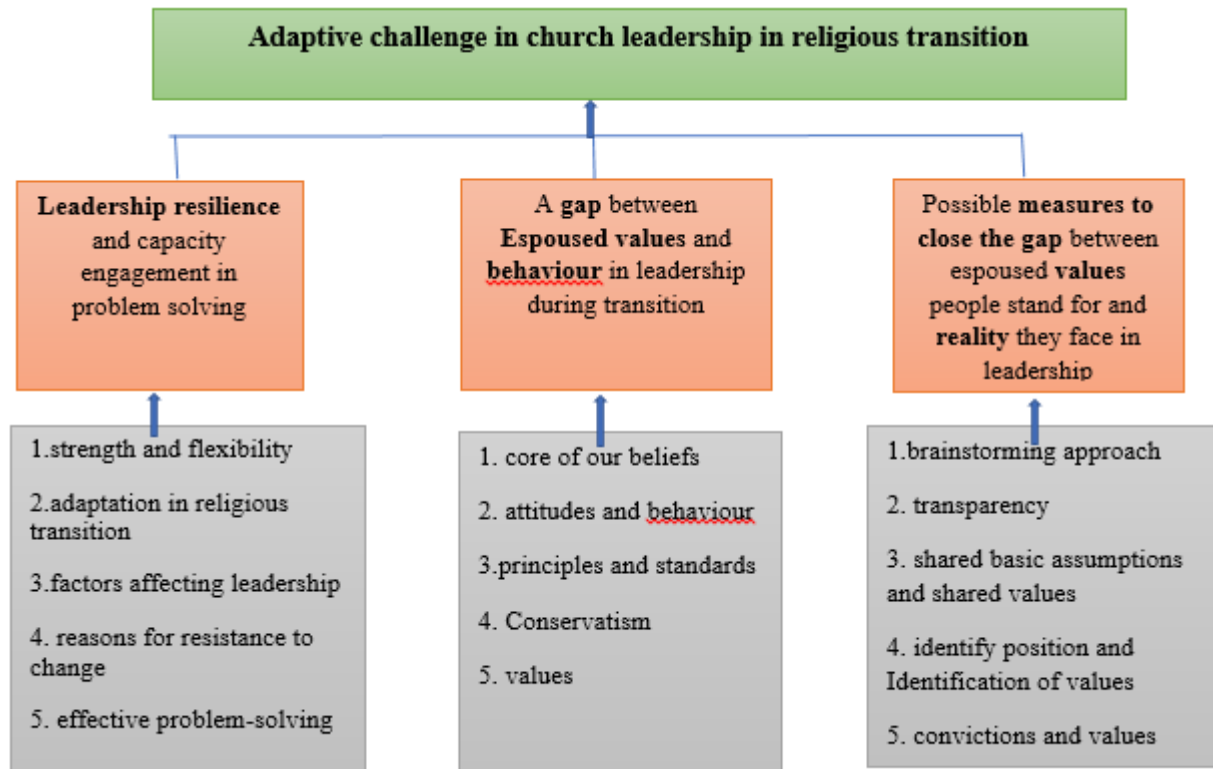 Adaptive challenge in church leadership in religious transition
Leadership resilience
and capacity
engagement in
problem solving
A gap between
Espoused values and
behaviour in leadership
during transition
Possible measures to
close the gap between
espoused values
people stand for and
reality they face in
leadership
1.strength and flexibility
2.adaptation in religious
transition
3.factors affecting leadership
4. reasons for resistance to
change
5. effective problem-solving
1. core of our beliefs
2. attitudes and behaviour
3.principles and standards
4. Conservatism
5. values
1.brainstorming approach
2. transparency
3. shared basic assumptions
and shared values
4. identify position and
Identification of values
5. convictions and values